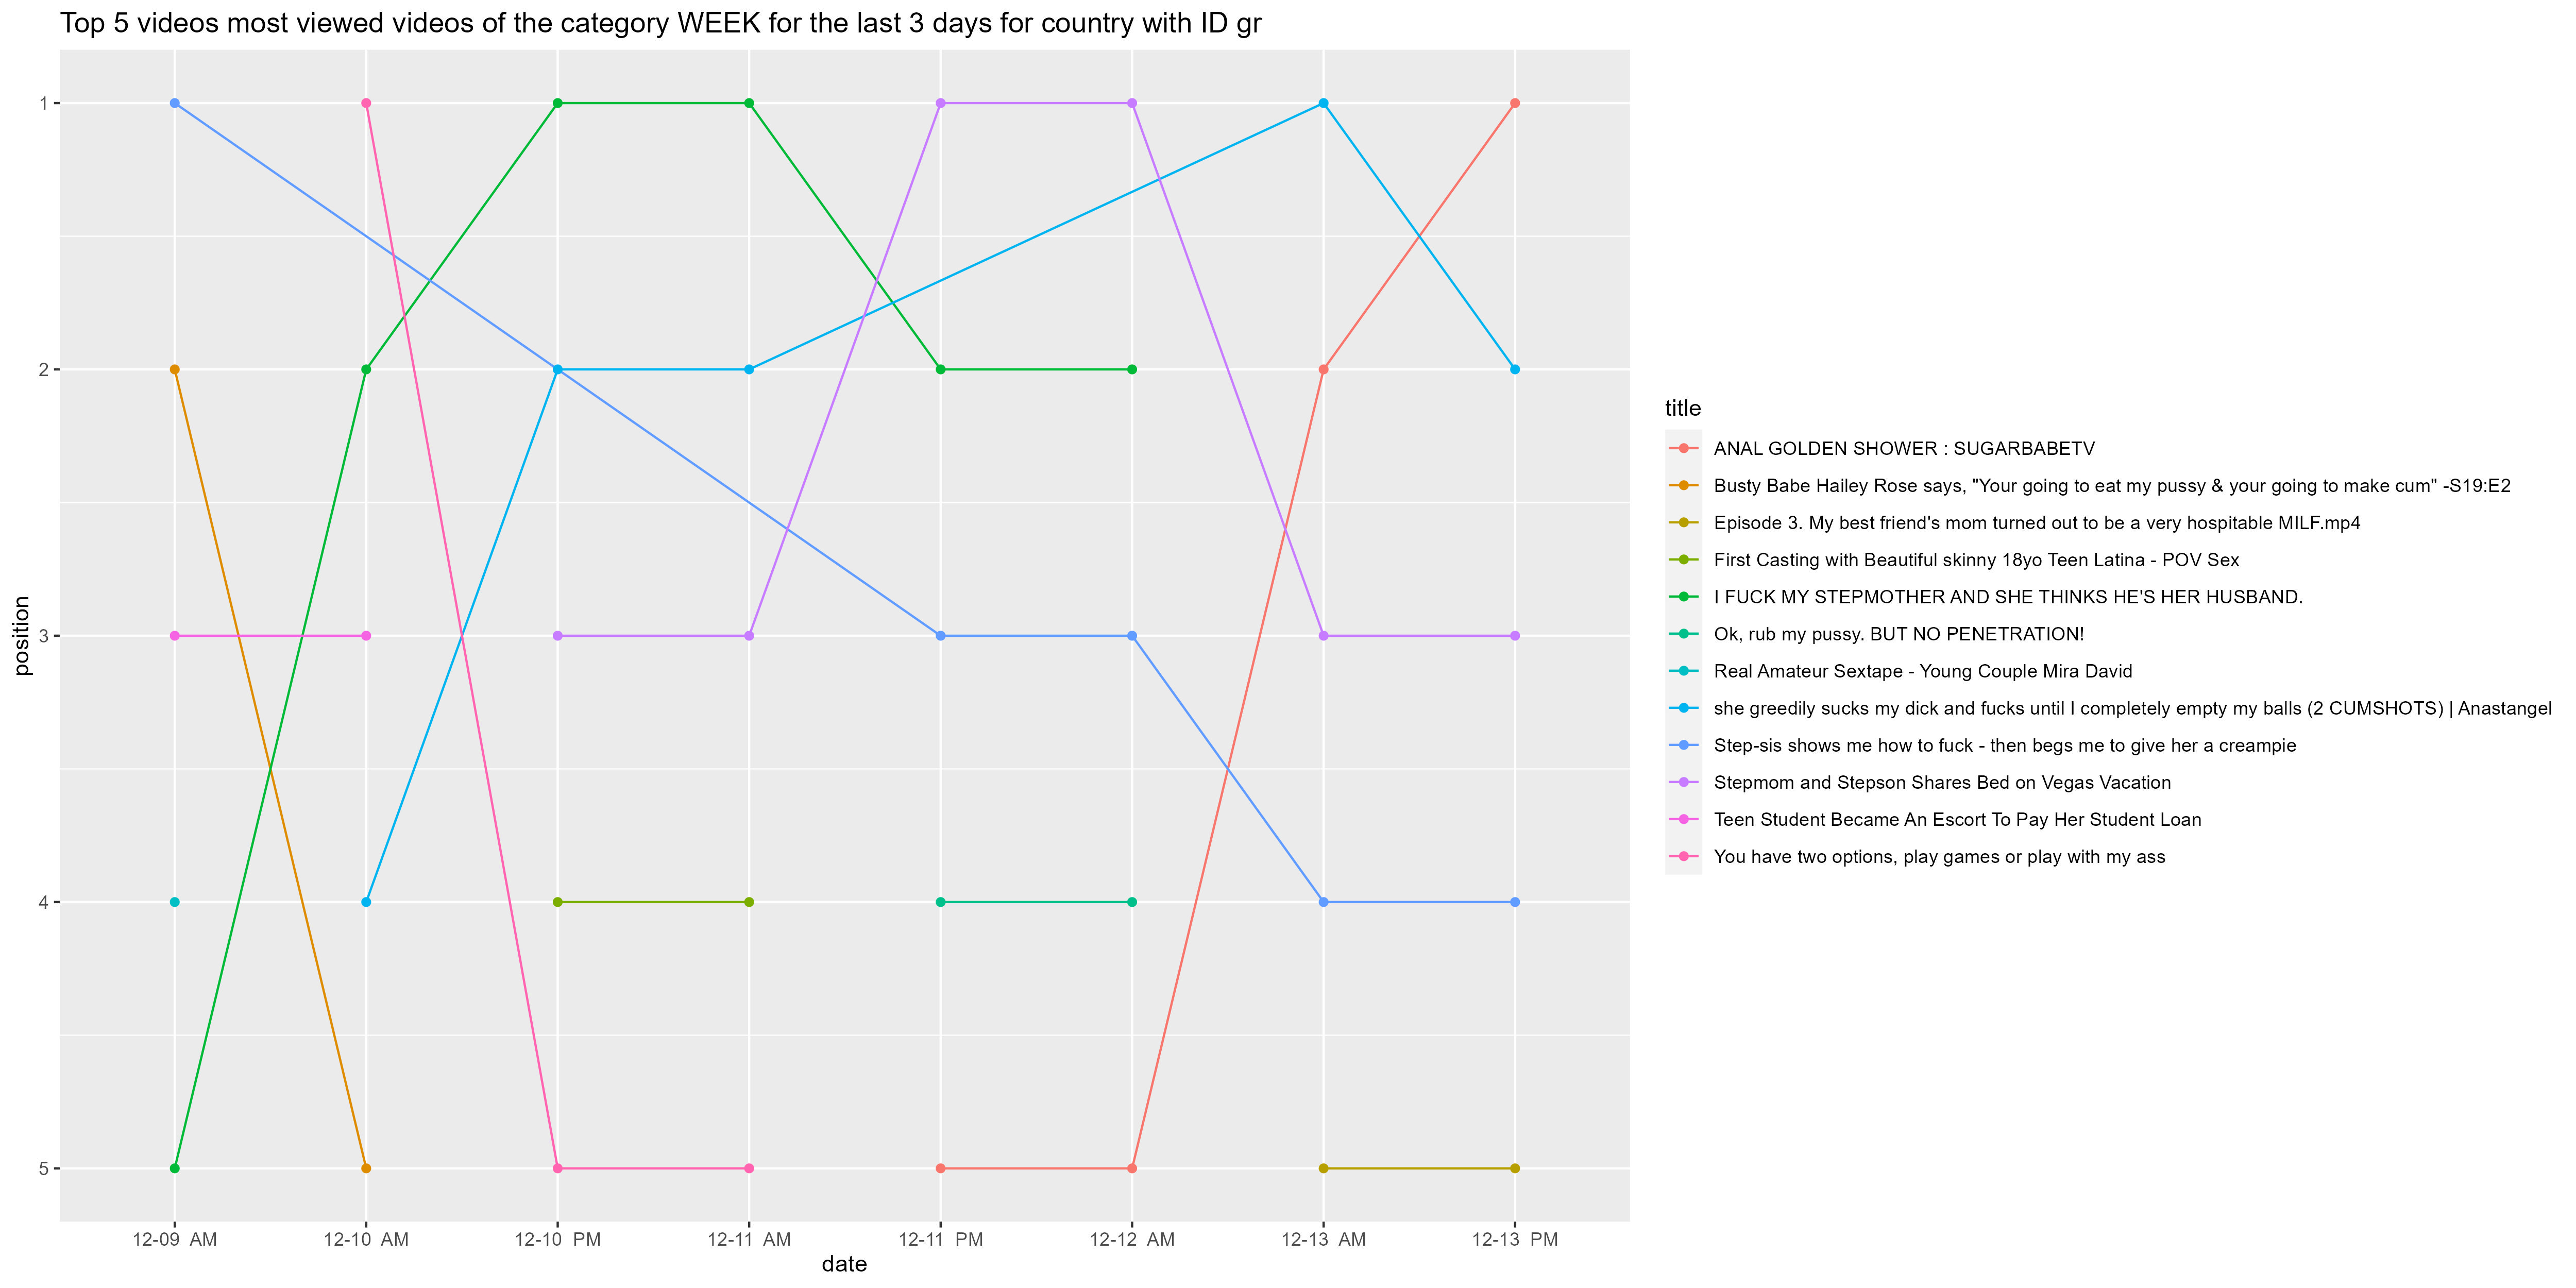 Top 5 videos most viewed videos of the category WEEK for the last 3 days for country with ID gr
position
1
2
3
4
5
12-09  AM
12-10  AM
12-10  PM
12-11  AM
12-11  PM
12-12  AM
12-13  AM
12-13  PM
date
title
ANAL GOLDEN SHOWER : SUGARBABETV
Busty Babe Hailey Rose says, "Your going to eat my pussy & your going to make cum" -S19:E2
Episode 3. My best friend's mom turned out to be a very hospitable MILF.mp4
First Casting with Beautiful skinny 18yo Teen Latina - POV Sex
I FUCK MY STEPMOTHER AND SHE THINKS HE'S HER HUSBAND.
Ok, rub my pussy. BUT NO PENETRATION!
Real Amateur Sextape - Young Couple Mira David
she greedily sucks my dick and fucks until I completely empty my balls (2 CUMSHOTS) | Anastangel
Step-sis shows me how to fuck - then begs me to give her a creampie
Stepmom and Stepson Shares Bed on Vegas Vacation
Teen Student Became An Escort To Pay Her Student Loan
You have two options, play games or play with my ass